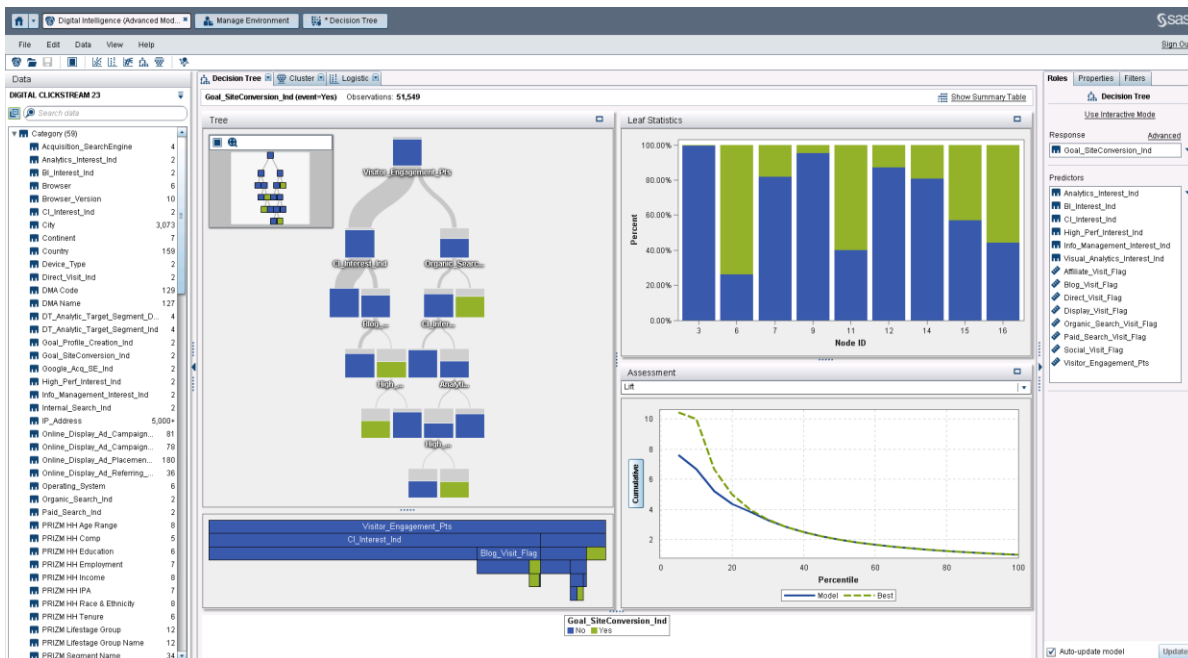 Digital Intelligence (Advanced Mod...
Manage Environment
* Decision Tree
sas
File Edit Data View Help
Sign Ou
Data
DIGITAL CLICKSTREAM 23
Search data
Category (59)
Acquisition_SearchEngine 4
Analytics_Interest_Ind 2
BI_Interest_Ind 2
Browser 6
Browser_Version 10
CI_Interest_Ind 2
City 3,073
Continent 7
Country 159
Device_Type 2
Direct_Visit_Ind 2
DMA Code 129
DMA Name 127
DT_Analytic_Target_Segment_D... 4
DT_Analytic_Target_Segment_Ind 4
Goal_Profile_Creation_Ind 2
Goal_SiteConversion_Ind 2
Google_Acq_SE_Ind 2
High_Perf_Interest_Ind 2
Info_Management_Interest_Ind 2
Internal_Search_Ind 2
IP_Address 5,000+
Online_Display_Ad_Campaign... 81
Online_Display_Ad_Campaign... 78
Online_Display_Ad_Placemen... 180
Online_Display_Ad_Referring_... 36
Operating_System 6
Organic_Search_Ind 2
Paid_Search_Ind 2
PRIZM HH Age Range 8
PRIZM HH Comp 5
PRIZM HH Education 6
PRIZM HH Employment 7
PRIZM HH Income 8
PRIZM HH IPA 7
PRIZM HH Race & Ethnicity 8
PRIZM HH Tenure 6
PRIZM Lifestage Group 12
PRIZM Lifestage Group Name 12
PRIZM Segment Name 34
Decision Tree
Cluster
Logistic
Goal_SiteConversion_Ind (event=Yes) Observations: 51,549
Show Summary Table
Tree
Visitor_Engagement_Pts
CI_Interest_Ind
Organic_Searc...
Blog_...
CI_Inter...
High_...
Analyti...
High_...
Visitor_Engagement_Pts
CI_Interest_Ind
Blog_Visit_Flag
Leaf Statistics
100.00%
80.00%
60.00%
40.00%
20.00%
0.00%
Percent
3 6 7 9 11 12 14 15 16
Node ID
Assessment
Lift
10
8
6
4
2
Cumulative
0 20 40 60 80 100
Percentile
Model Best
Goal_SiteConversion_Ind
No Yes
Roles Properties Filters
Decision Tree
Use Interactive Mode
Response Advanced
Goal_SiteConversion_Ind
Predictors
Analytics_Interest_Ind
BI_Interest_Ind
CI_Interest_Ind
High_Perf_Interest_Ind
Info_Management_Interest_Ind
Visual_Analytics_Interest_Ind
Affiliate_Visit_Flag
Blog_Visit_Flag
Direct_Visit_Flag
Display_Visit_Flag
Organic_Search_Visit_Flag
Paid_Search_Visit_Flag
Social_Visit_Flag
Visitor_Engagement_Pts
Auto-update model
Update